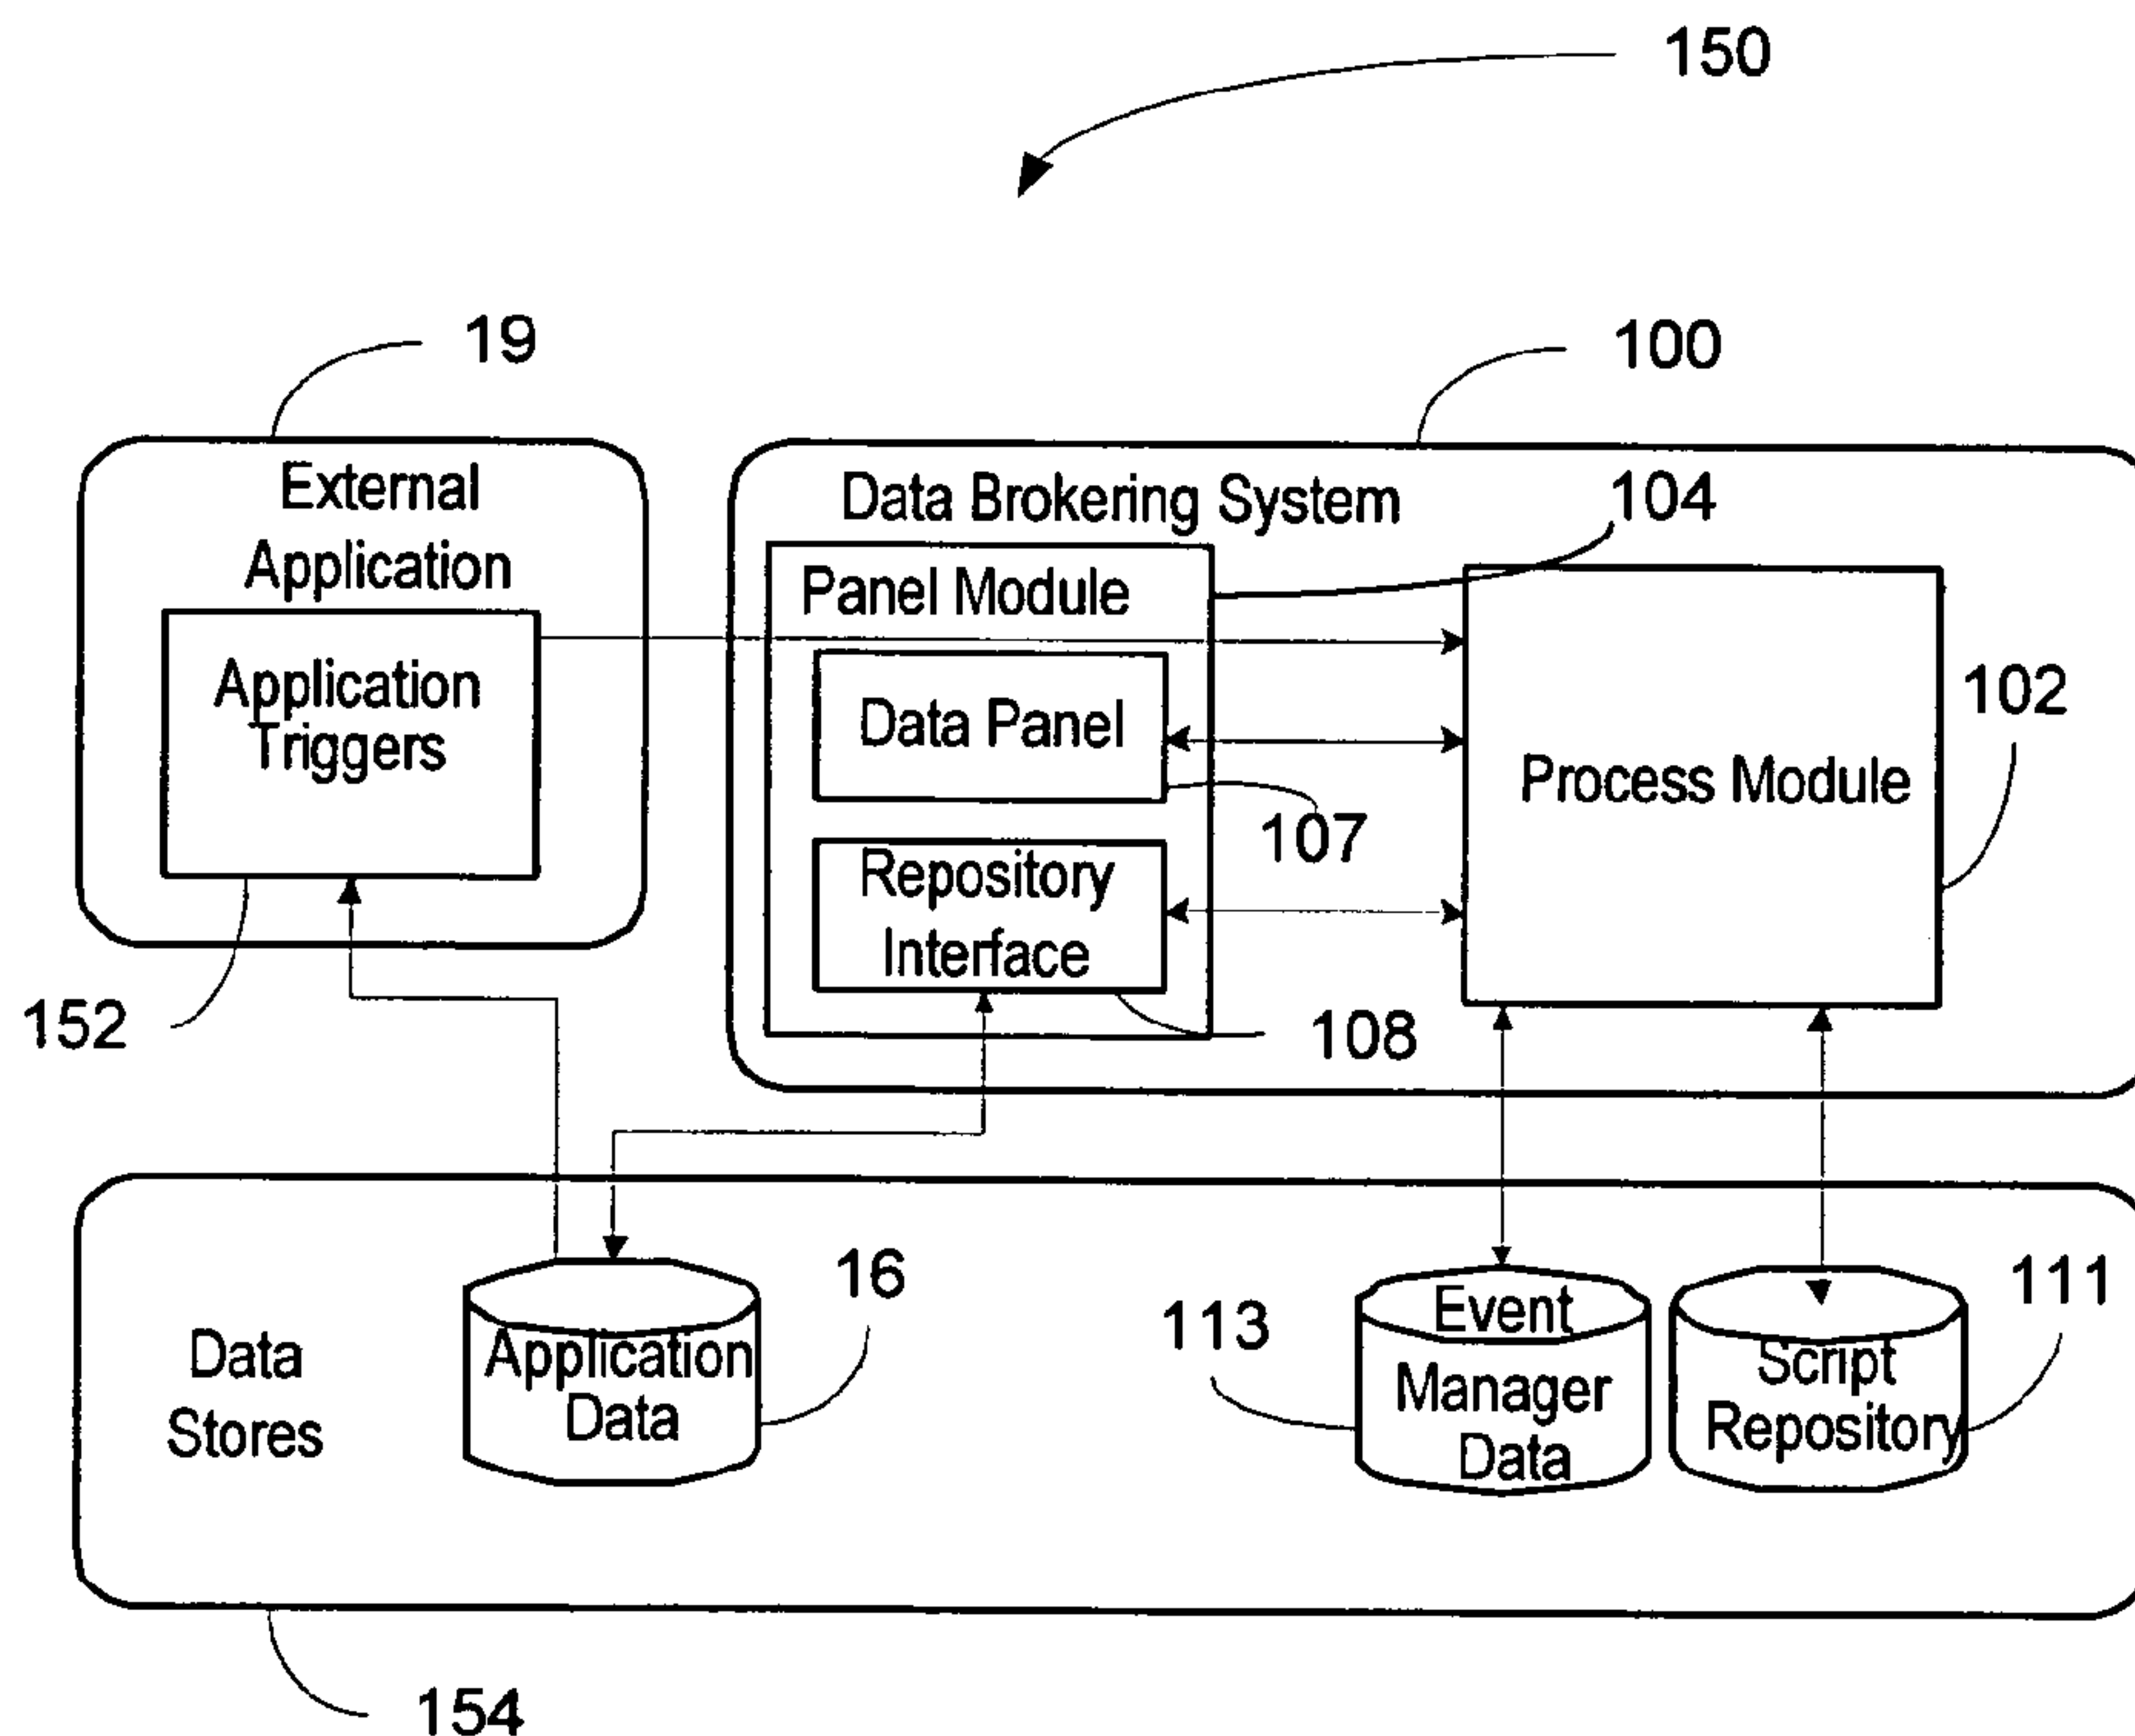 150
19
100
External
Application
Data Brokering System
104
Panel Module
Application
Triggers
Data Panel
102
Process Module
107
Repository
Interface
152
108
16
111
113
Data
Stores
Application
Data
Event
Manager
Data
Script
Repository
154